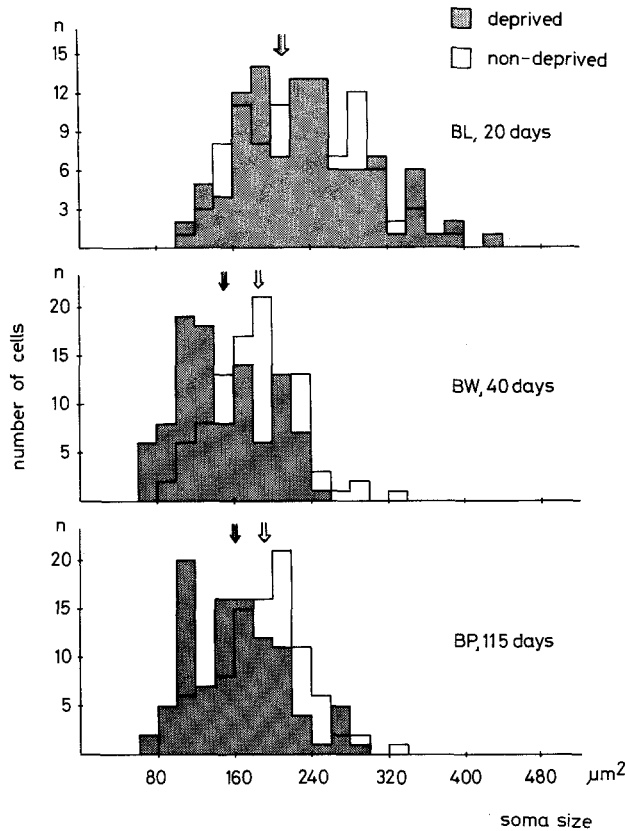 deprived
non-deprived
n
15
12
9
6
3
BL, 20 days
n
20
15
10
5
BW, 40 days
number of cells
n
20
15
10
5
BP, 115 days
80 160 240 320 400 480 µm²
soma size